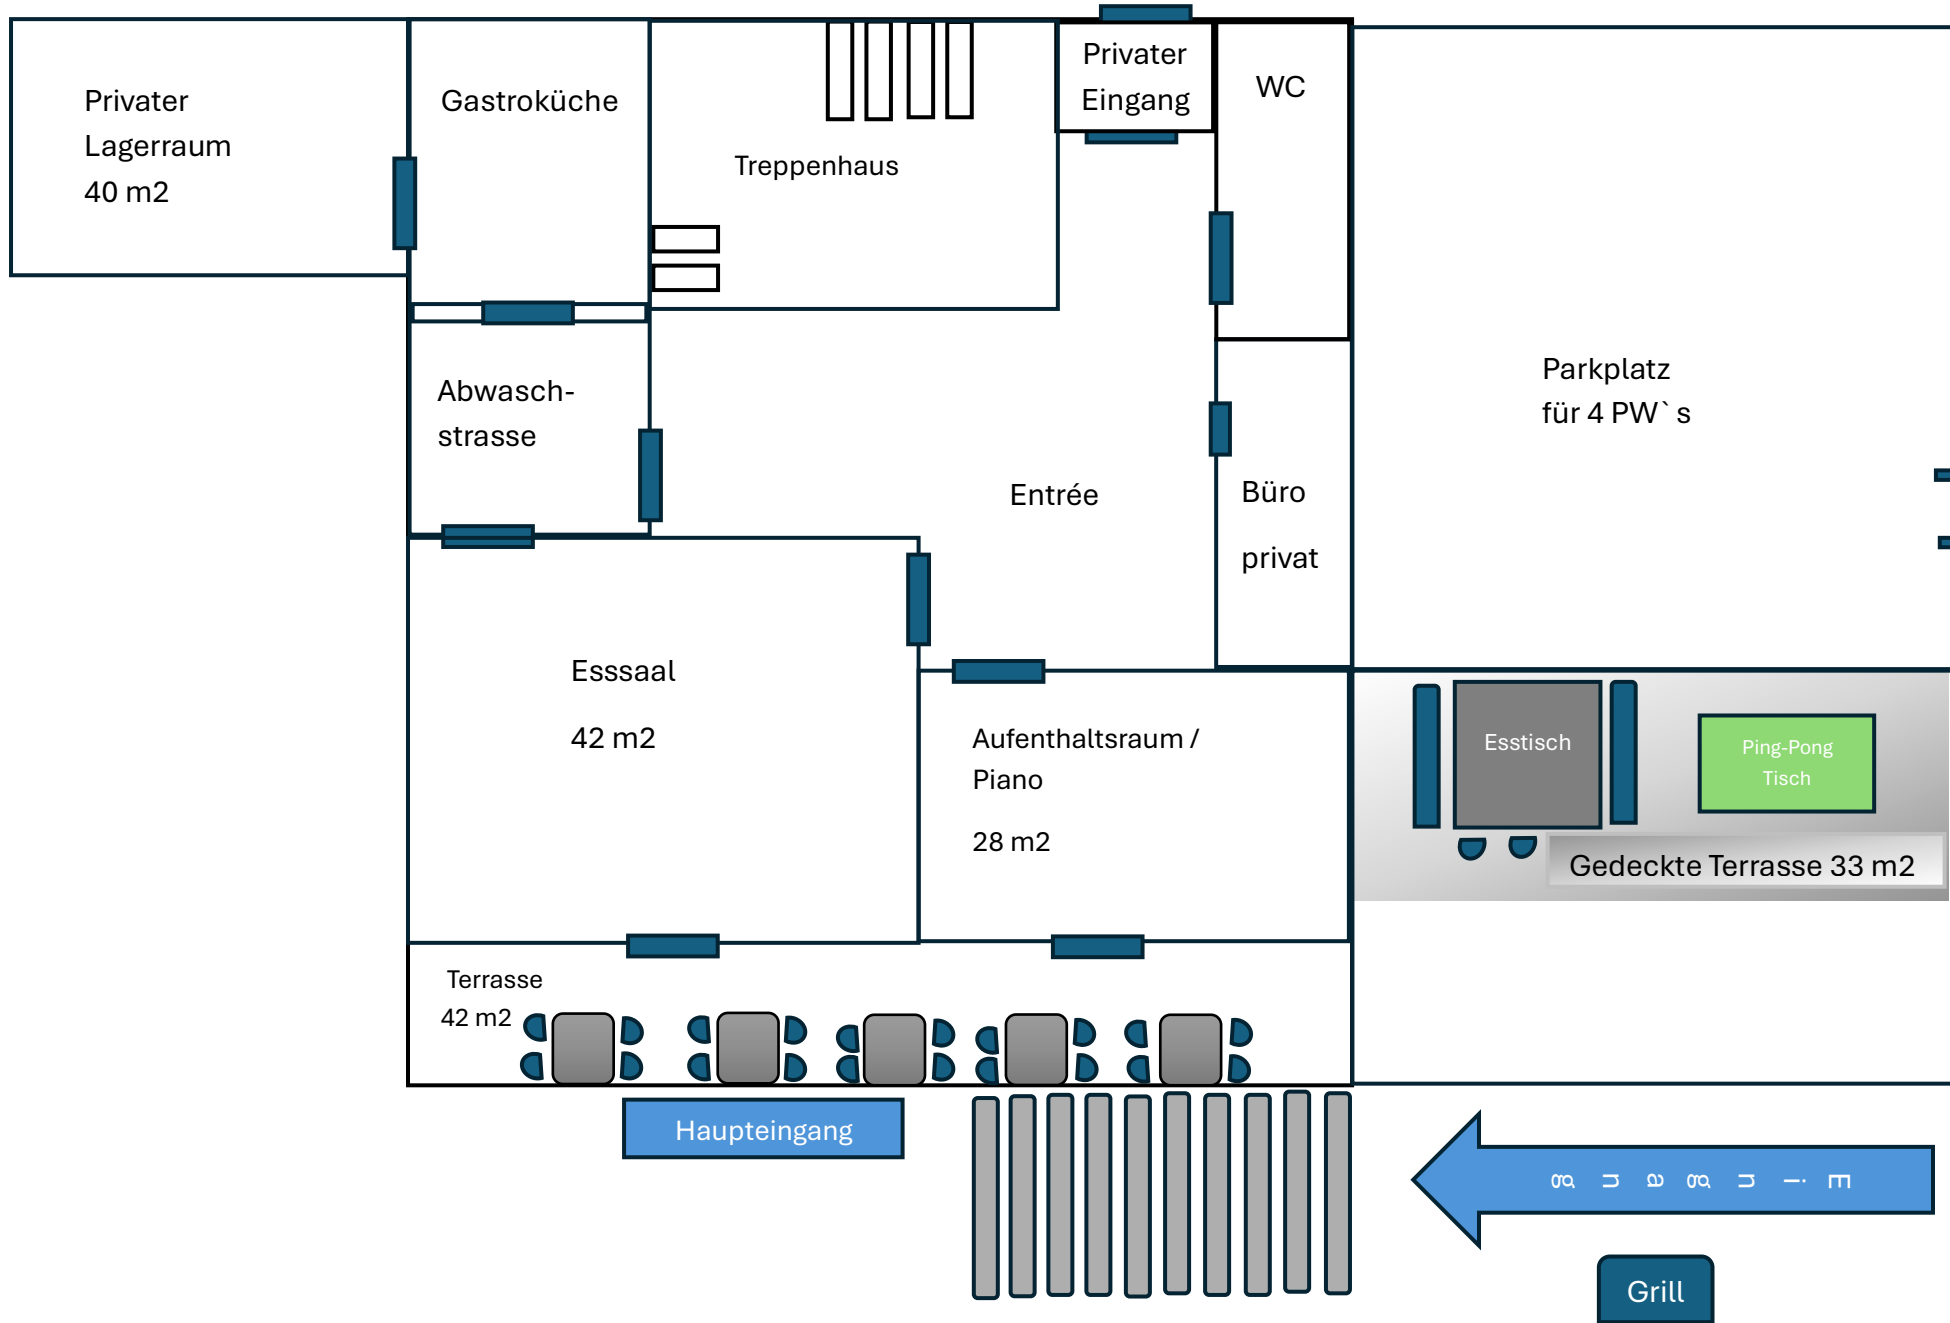 Privater
Lagerraum
40 m2
Gastroküche
Treppenhaus
Privater
Eingang
WC
Abwasch-
strasse
Entrée
Büro
privat
Parkplatz
für 4 PW`s
Esssaal
42 m2
Aufenthaltsraum /
Piano
28 m2
Esstisch
Ping-Pong
Tisch
Gedeckte Terrasse 33 m2
Terrasse
42 m2
Haupteingang
Eingang
Grill